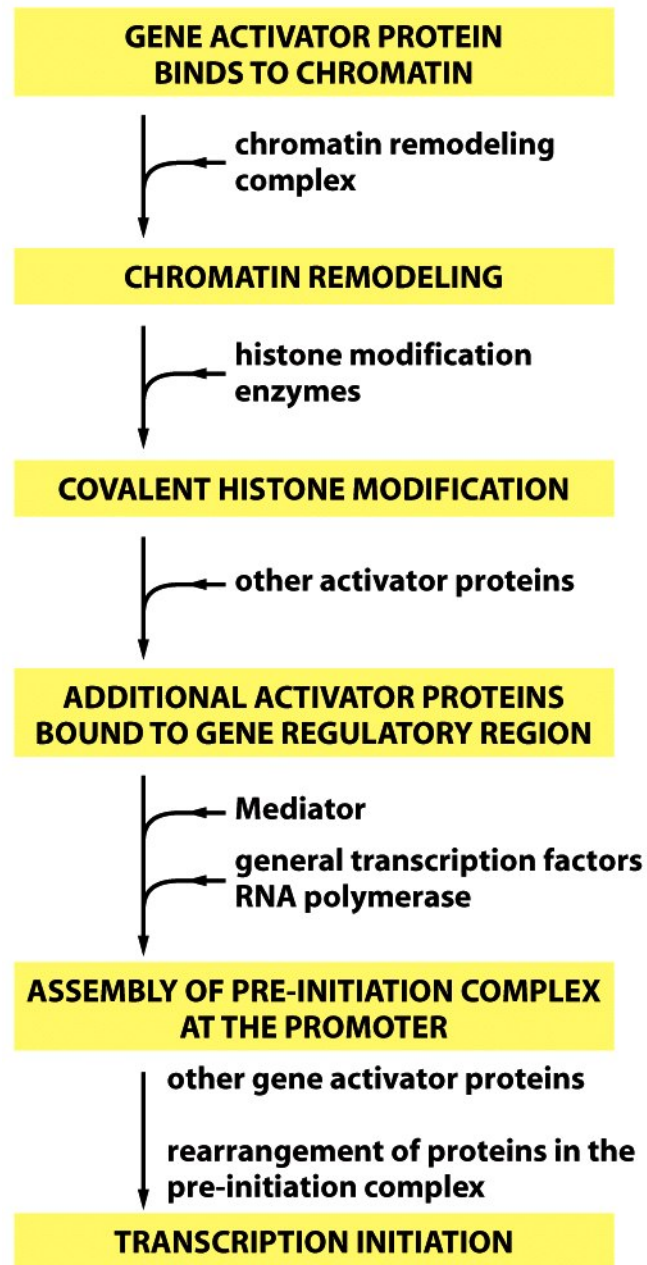 GENE ACTIVATOR PROTEIN
BINDS TO CHROMATIN
chromatin remodeling
complex
CHROMATIN REMODELING
histone modification
enzymes
COVALENT HISTONE MODIFICATION
other activator proteins
ADDITIONAL ACTIVATOR PROTEINS
BOUND TO GENE REGULATORY REGION
Mediator
general transcription factors
RNA polymerase
ASSEMBLY OF PRE-INITIATION COMPLEX
AT THE PROMOTER
other gene activator proteins
rearrangement of proteins in the
pre-initiation complex
TRANSCRIPTION INITIATION